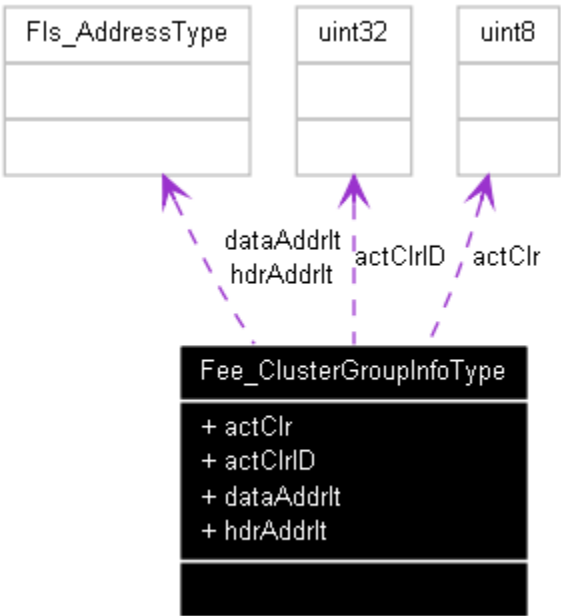 Fls_AddressType
uint32
uint8
dataAddrIt
hdrAddrIt
actClrID
actClr
Fee_ClusterGroupInfoType
+ actClr
+ actClrID
+ dataAddrIt
+ hdrAddrIt